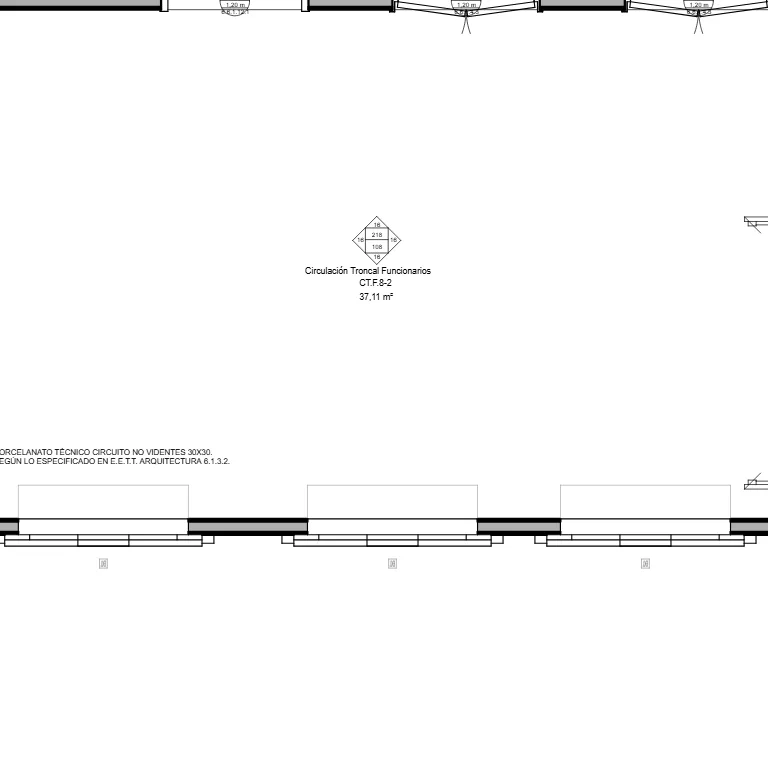 1,20 m
1,20 m
1,20 m
16
218
16
16
108
16
Circulación Troncal Funcionarios
CT.F.8-2
37,11 m²
ORCELANATO TÉCNICO CIRCUITO NO VIDENTES 30X30.
EGÚN LO ESPECIFICADO EN E.E.T.T. ARQUITECTURA 6.1.3.2.